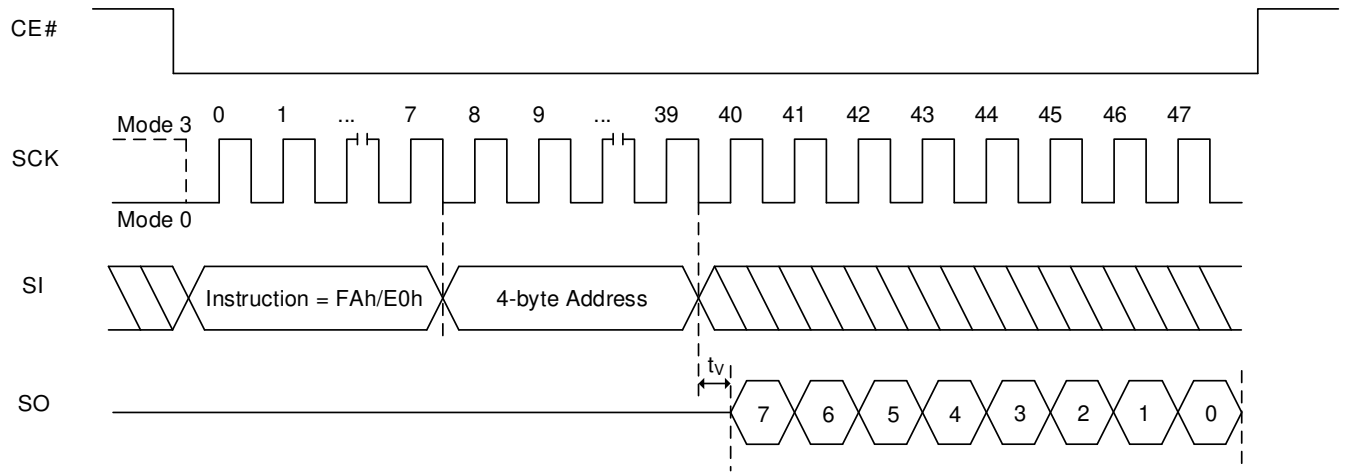 CE#
Mode 3 0 1 ... 7 8 9 ... 39 40 41 42 43 44 45 46 47
SCK
Mode 0
SI
Instruction = FAh/E0h 4-byte Address
tV
SO
7 6 5 4 3 2 1 0